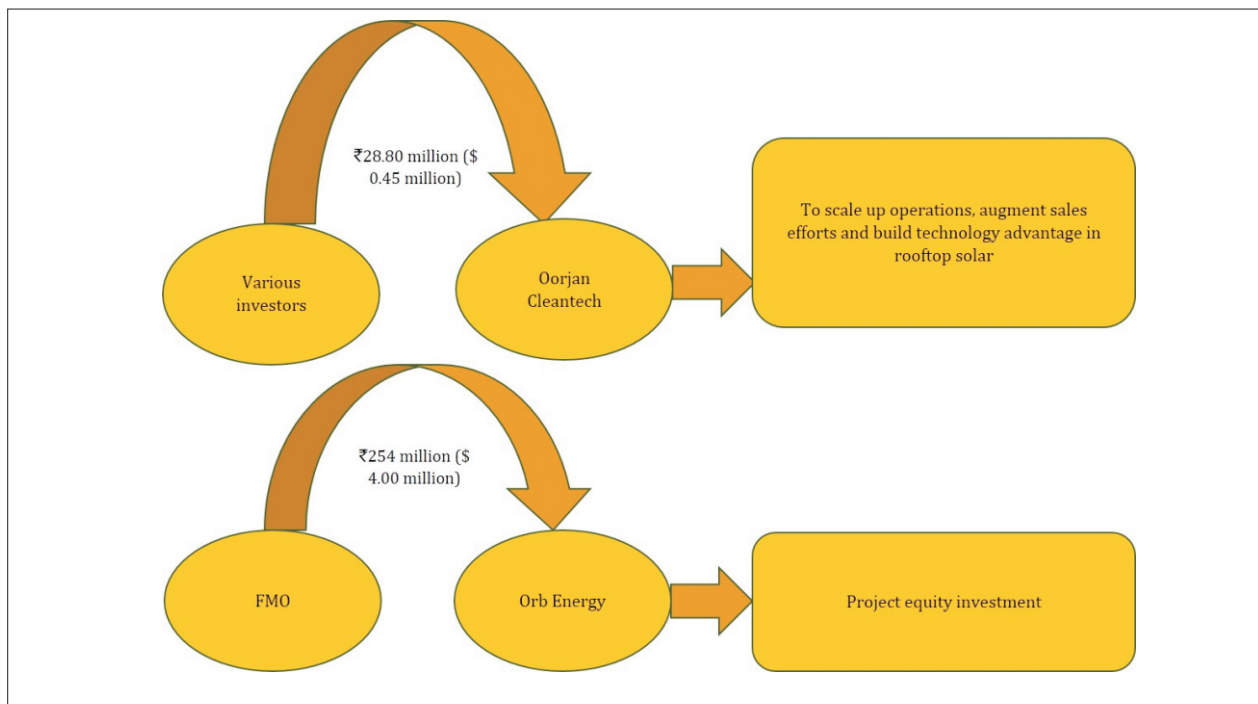 ₹28.80 million ($
0.45 million)
To scale up operations, augment sales
efforts and build technology advantage in
rooftop solar
Various
investors
Oorjan
Cleantech
₹254 million ($
4.00 million)
FMO
Orb Energy
Project equity investment